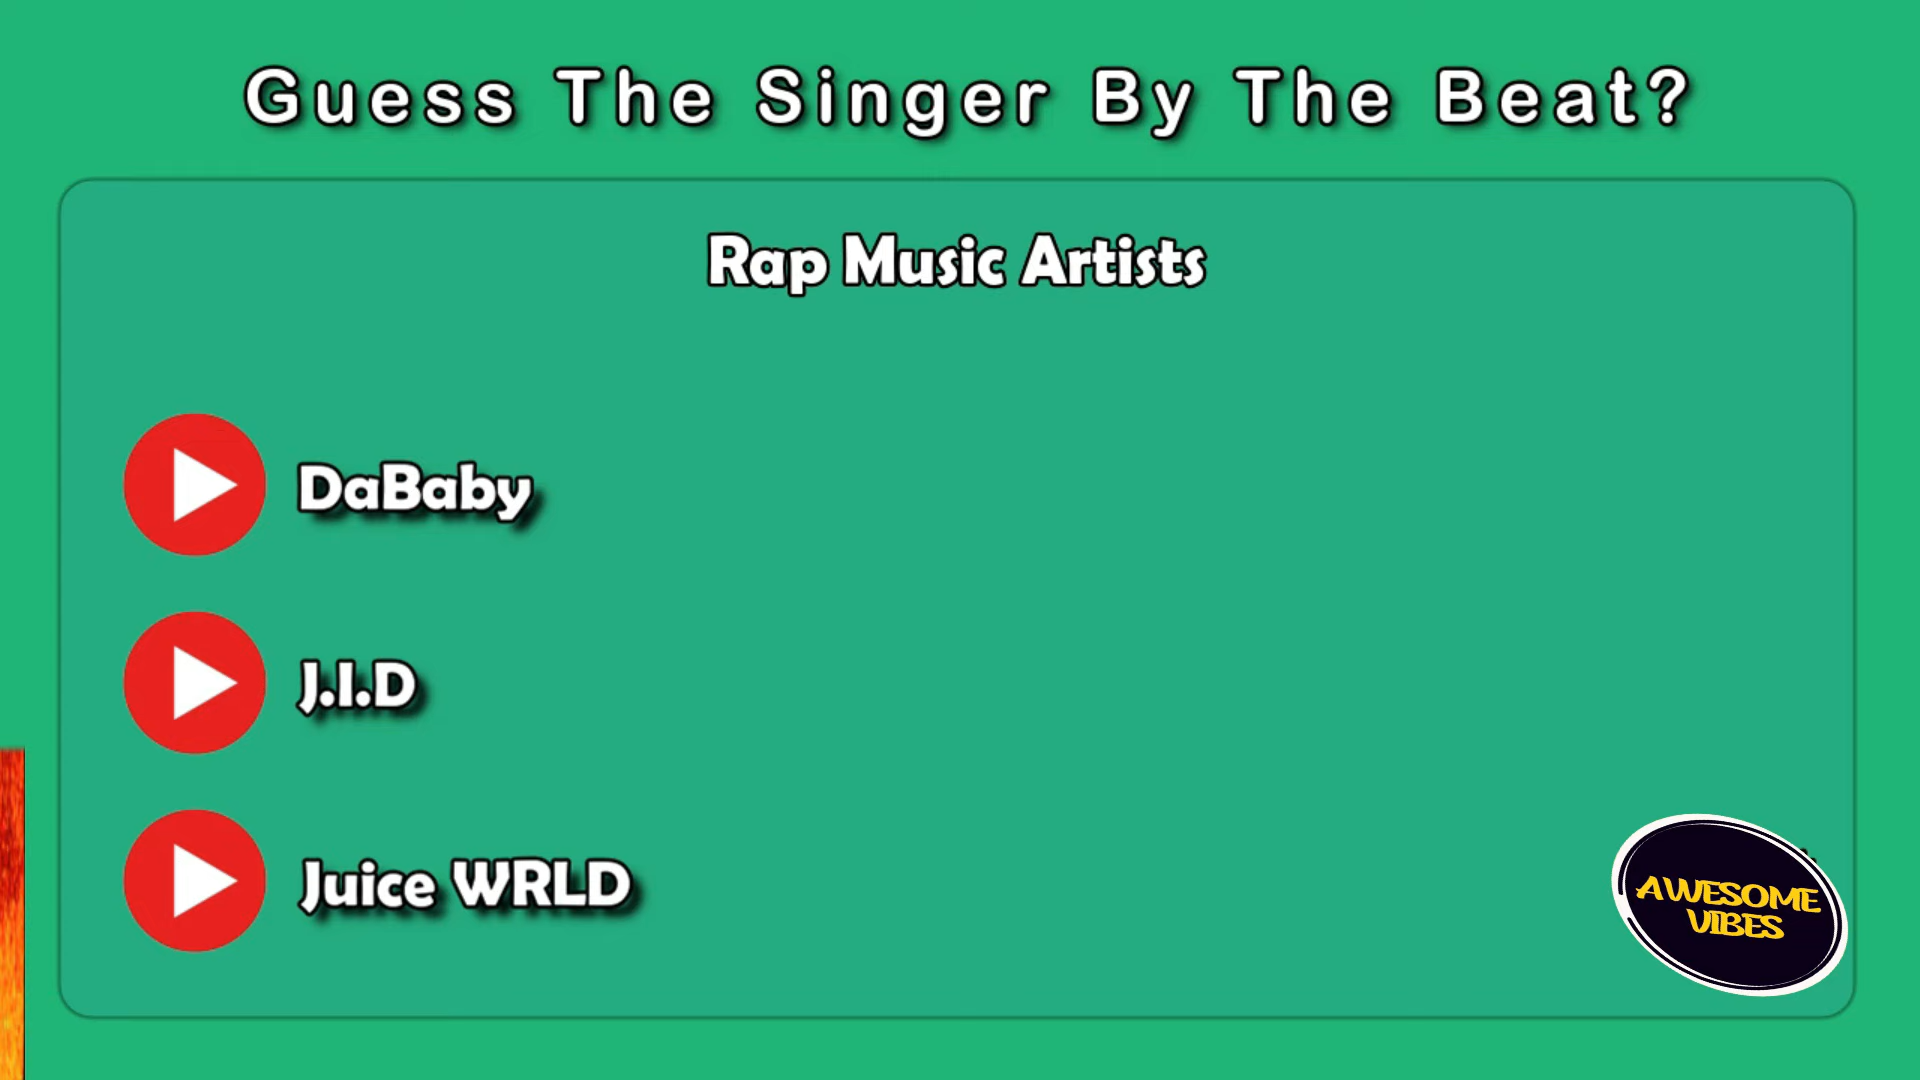 Guess The Singer By The Beat?
Rap Music Artists
DaBaby
J.I.D
Juice WRLD
AWESOME
VIBES